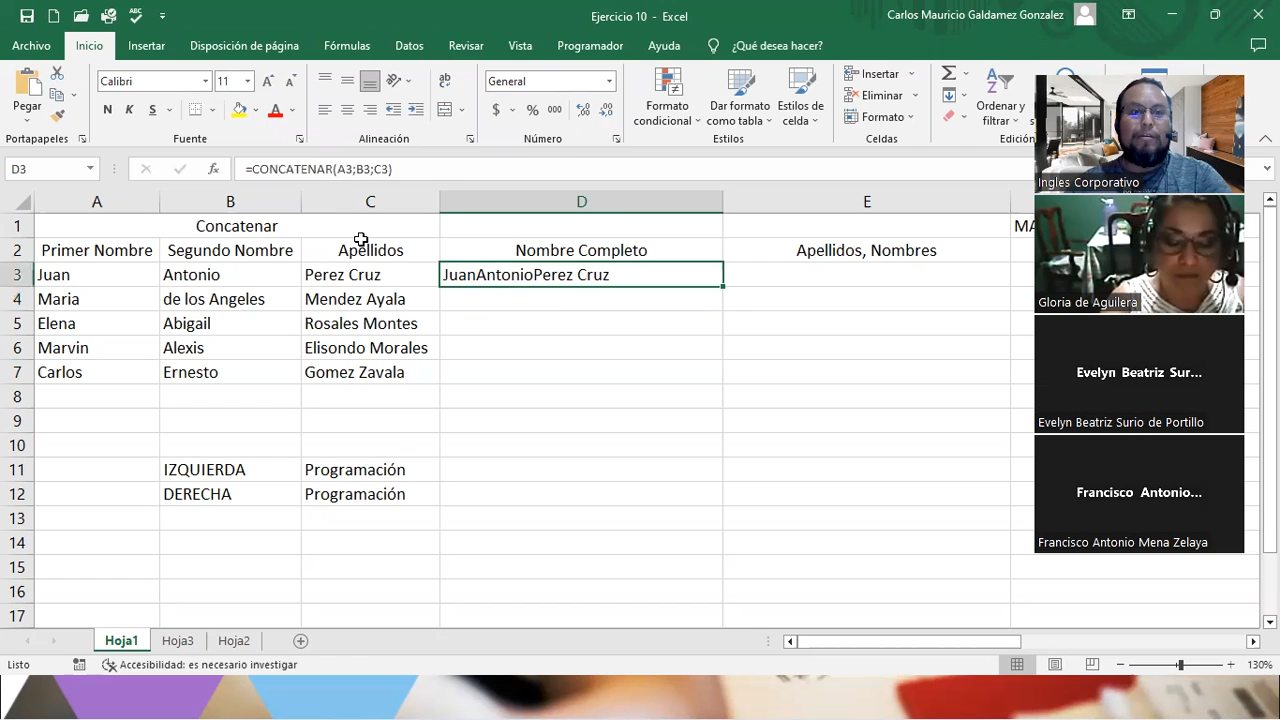 Ejercicio 10 - Excel
Carlos Mauricio Galdamez Gonzalez
Archivo Inicio Insertar Disposición de página Fórmulas Datos Revisar Vista Programador Ayuda ¿Qué desea hacer?
Pegar
Calibri 11
N K S
General
$ % 000
Formato condicional
Dar formato como tabla
Estilos de celda
Insertar
Eliminar
Formato
Ordenar y filtrar
Portapapeles Fuente Alineación Número Estilos Celdas
D3 fx =CONCATENAR(A3;B3;C3)
A B C D E
1 Concatenar
2 Primer Nombre Segundo Nombre Apellidos Nombre Completo Apellidos, Nombres
3 Juan Antonio Perez Cruz JuanAntonioPerez Cruz
4 Maria de los Angeles Mendez Ayala
5 Elena Abigail Rosales Montes
6 Marvin Alexis Elisondo Morales
7 Carlos Ernesto Gomez Zavala
8
9
10
11 IZQUIERDA Programación
12 DERECHA Programación
13
14
15
16
17
Ingles Corporativo
Gloria de Aguilera
Evelyn Beatriz Sur...
Evelyn Beatriz Surio de Portillo
Francisco Antonio...
Francisco Antonio Mena Zelaya
Hoja1 Hoja3 Hoja2
Listo Accesibilidad: es necesario investigar 130%